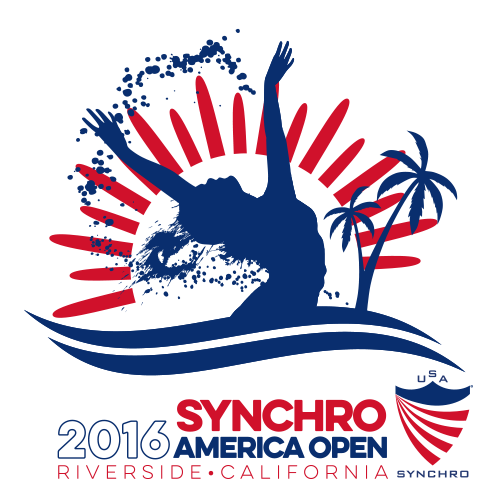 2016 SYNCHRO
AMERICA OPEN
RIVERSIDE • CALIFORNIA
USA
SYNCHRO